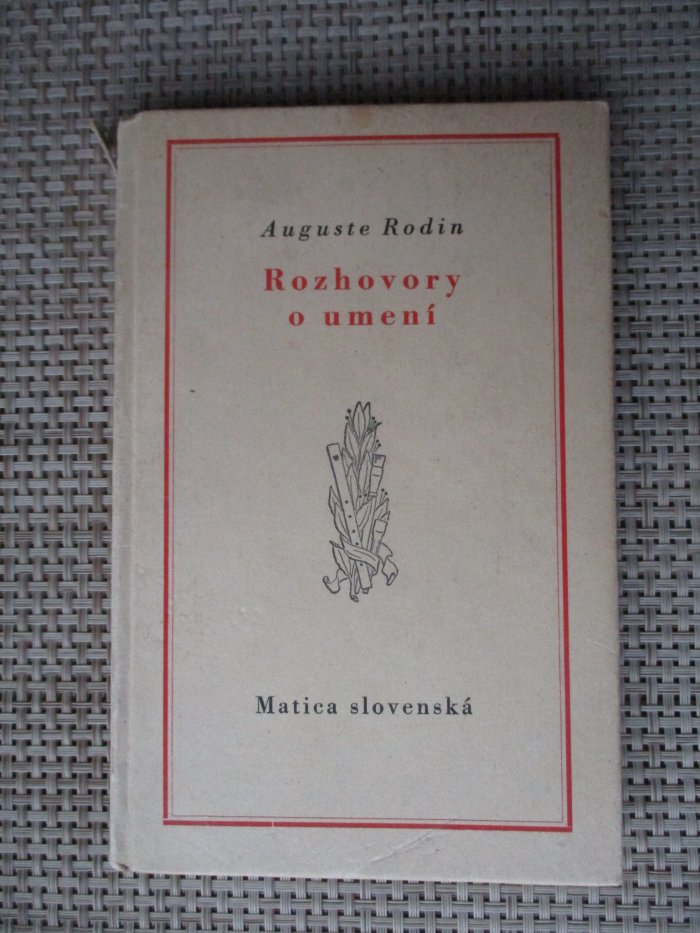 Auguste Rodin
Rozhovory
o umení
Matica slovenská